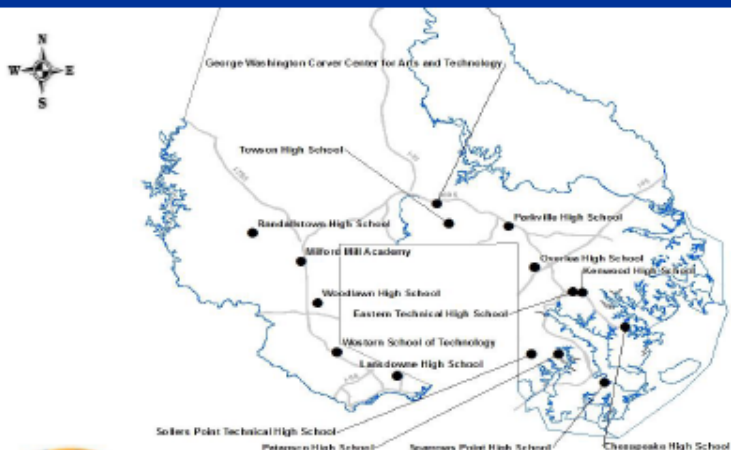 N
W E
S
George Washington Carver Center for Arts and Technology
Towson High School
Randallstown High School
Parkville High School
Milford Mill Academy
Overlea High School
Kenwood High School
Woodlawn High School
Eastern Technical High School
Western School of Technology
Lansdowne High School
Sollers Point Technical High School
Patapsco High School
Sparrows Point High School
Chesapeake High School